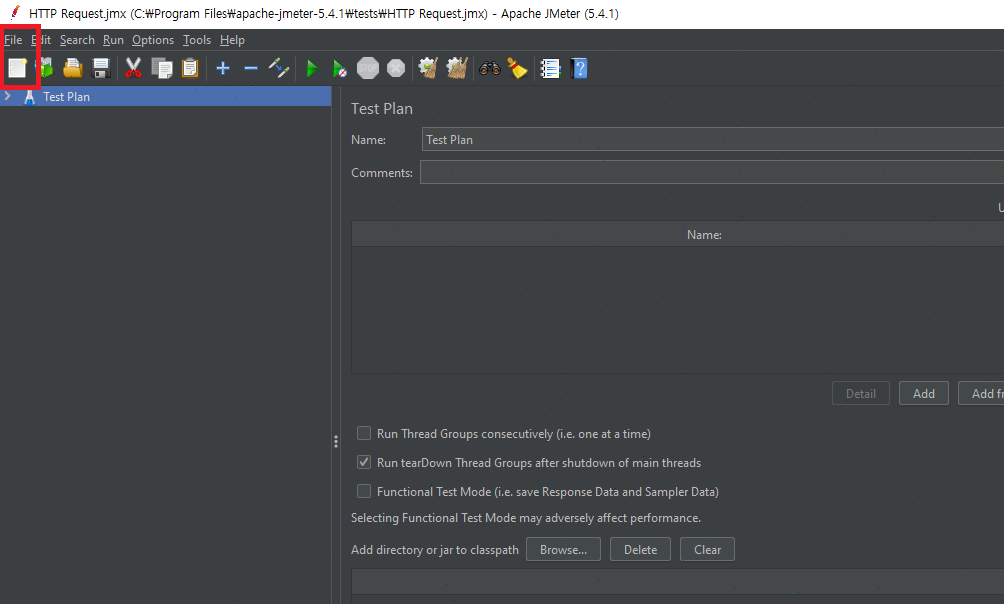 HTTP Request.jmx (C:₩Program Files₩apache-jmeter-5.4.1₩tests₩HTTP Request.jmx) - Apache JMeter (5.4.1)
File Edit Search Run Options Tools Help
Test Plan
Test Plan
Name: Test Plan
Comments:
U
Name:
Detail Add Add fr
Run Thread Groups consecutively (i.e. one at a time)
Run tearDown Thread Groups after shutdown of main threads
Functional Test Mode (i.e. save Response Data and Sampler Data)
Selecting Functional Test Mode may adversely affect performance.
Add directory or jar to classpath Browse... Delete Clear